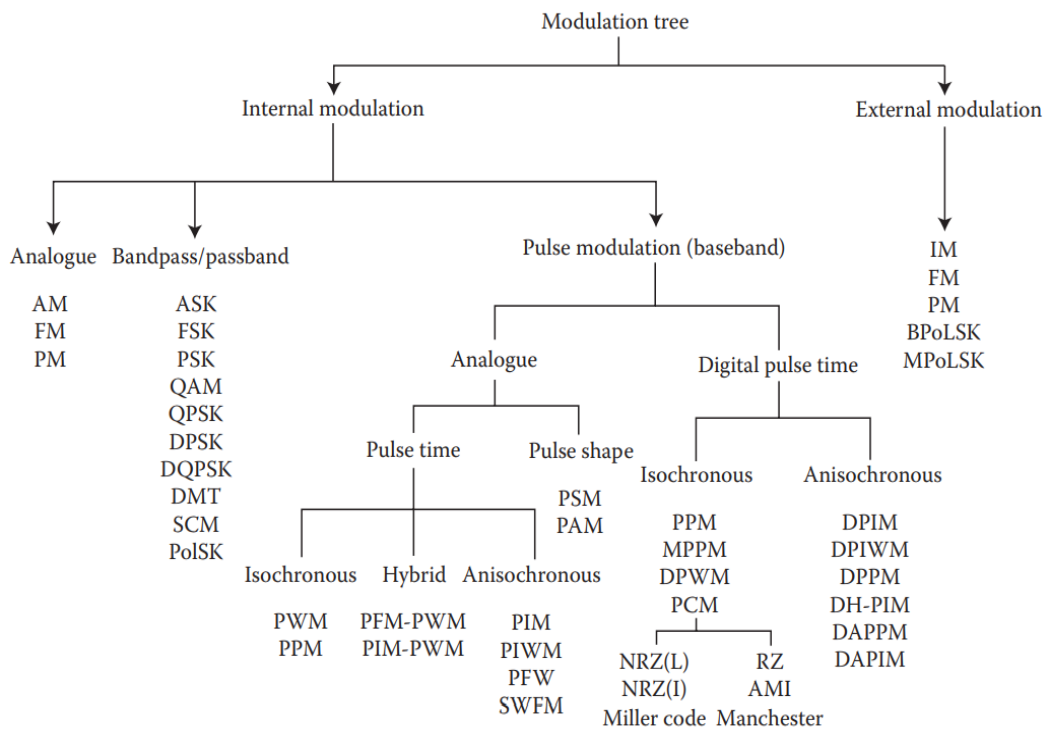 Modulation tree
Internal modulation
External modulation
Analogue
Bandpass/passband
Pulse modulation (baseband)
AM
FM
PM
ASK
FSK
PSK
QAM
QPSK
DPSK
DQPSK
DMT
SCM
PolSK
Analogue
Digital pulse time
Pulse time
Pulse shape
PSM
PAM
Isochronous
PWM
PPM
Hybrid
PFM-PWM
PIM-PWM
Anisochronous
PIM
PIWM
PFW
SWFM
Isochronous
PPM
MPPM
DPWM
PCM
NRZ(L)
NRZ(I)
Miller code
RZ
AMI
Manchester
Anisochronous
DPIM
DPIWM
DPPM
DH-PIM
DAPPM
DAPIM
IM
FM
PM
BPoLSK
MPoLSK